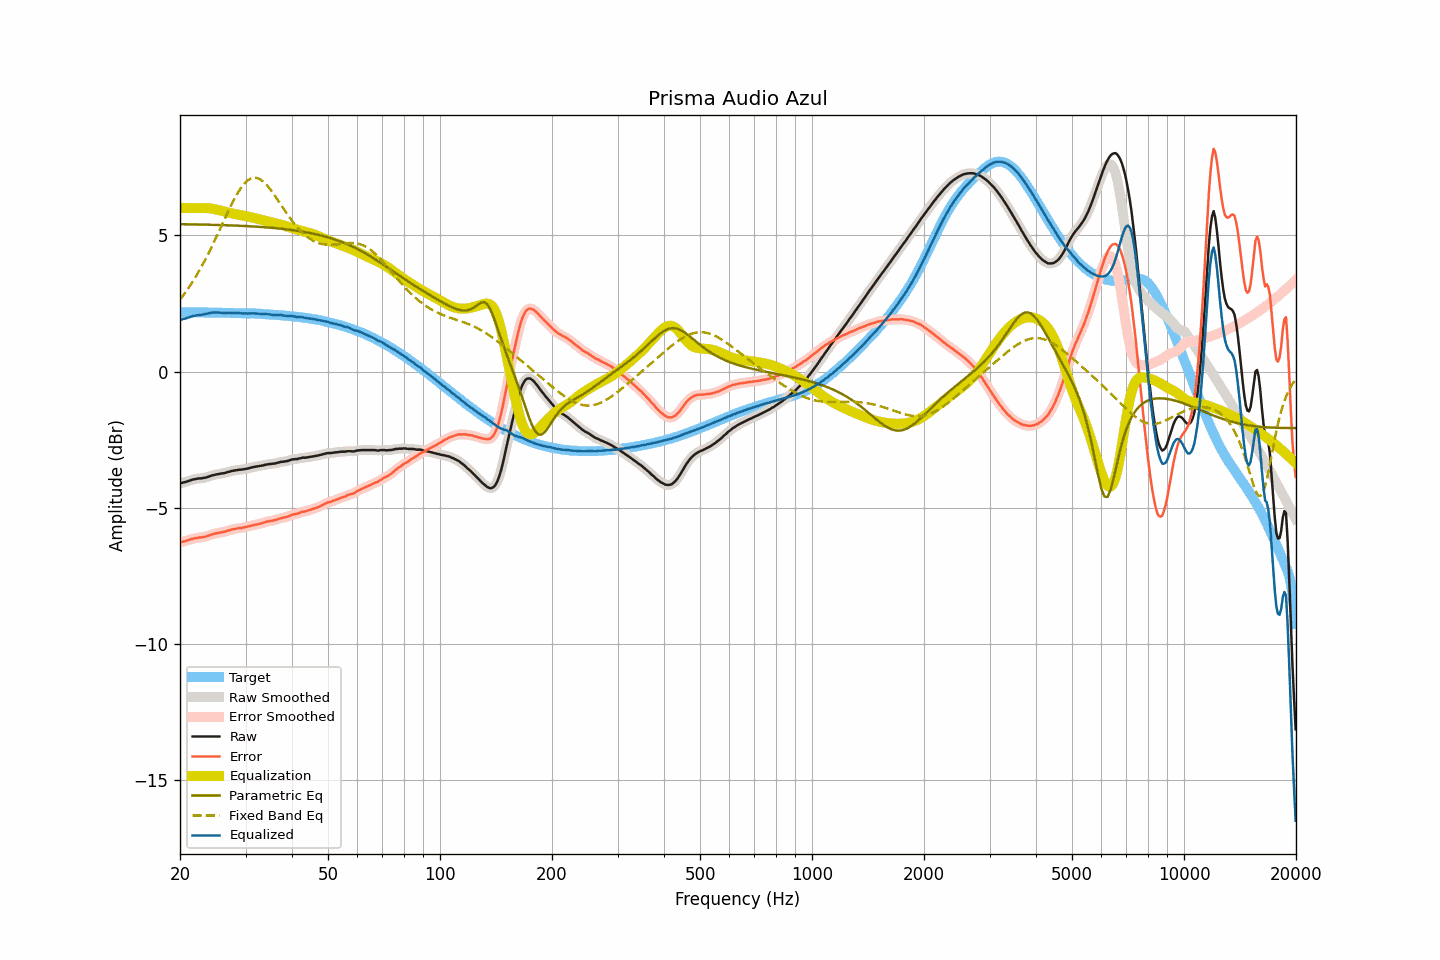 Prisma Audio Azul
Amplitude (dBr)
5
0
−5
−10
−15
Target
Raw Smoothed
Error Smoothed
Raw
Error
Equalization
Parametric Eq
Fixed Band Eq
Equalized
20 50 100 200 500 1000 2000 5000 10000 20000
Frequency (Hz)